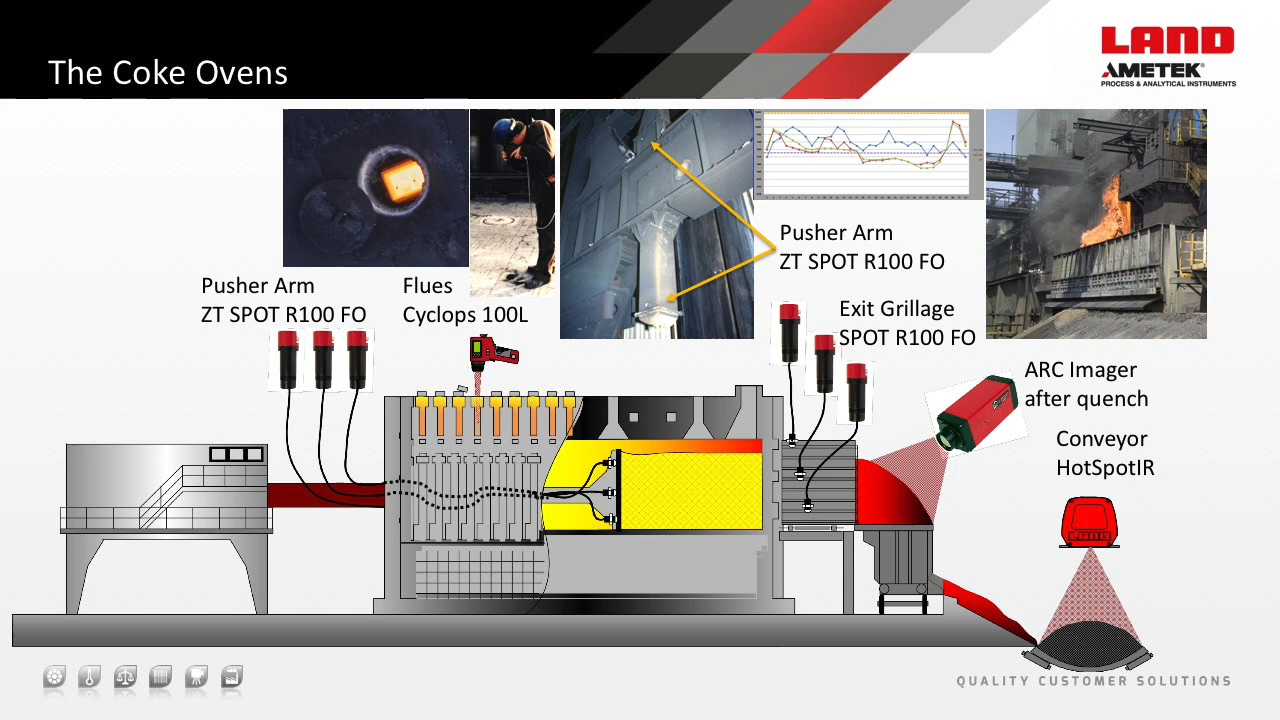 The Coke Ovens
LAND
AMETEK®
PROCESS & ANALYTICAL INSTRUMENTS
Pusher Arm
ZT SPOT R100 FO
Flues
Cyclops 100L
Pusher Arm
ZT SPOT R100 FO
Exit Grillage
SPOT R100 FO
ARC Imager
after quench
Conveyor
HotSpotIR
LAND
QUALITY CUSTOMER SOLUTIONS